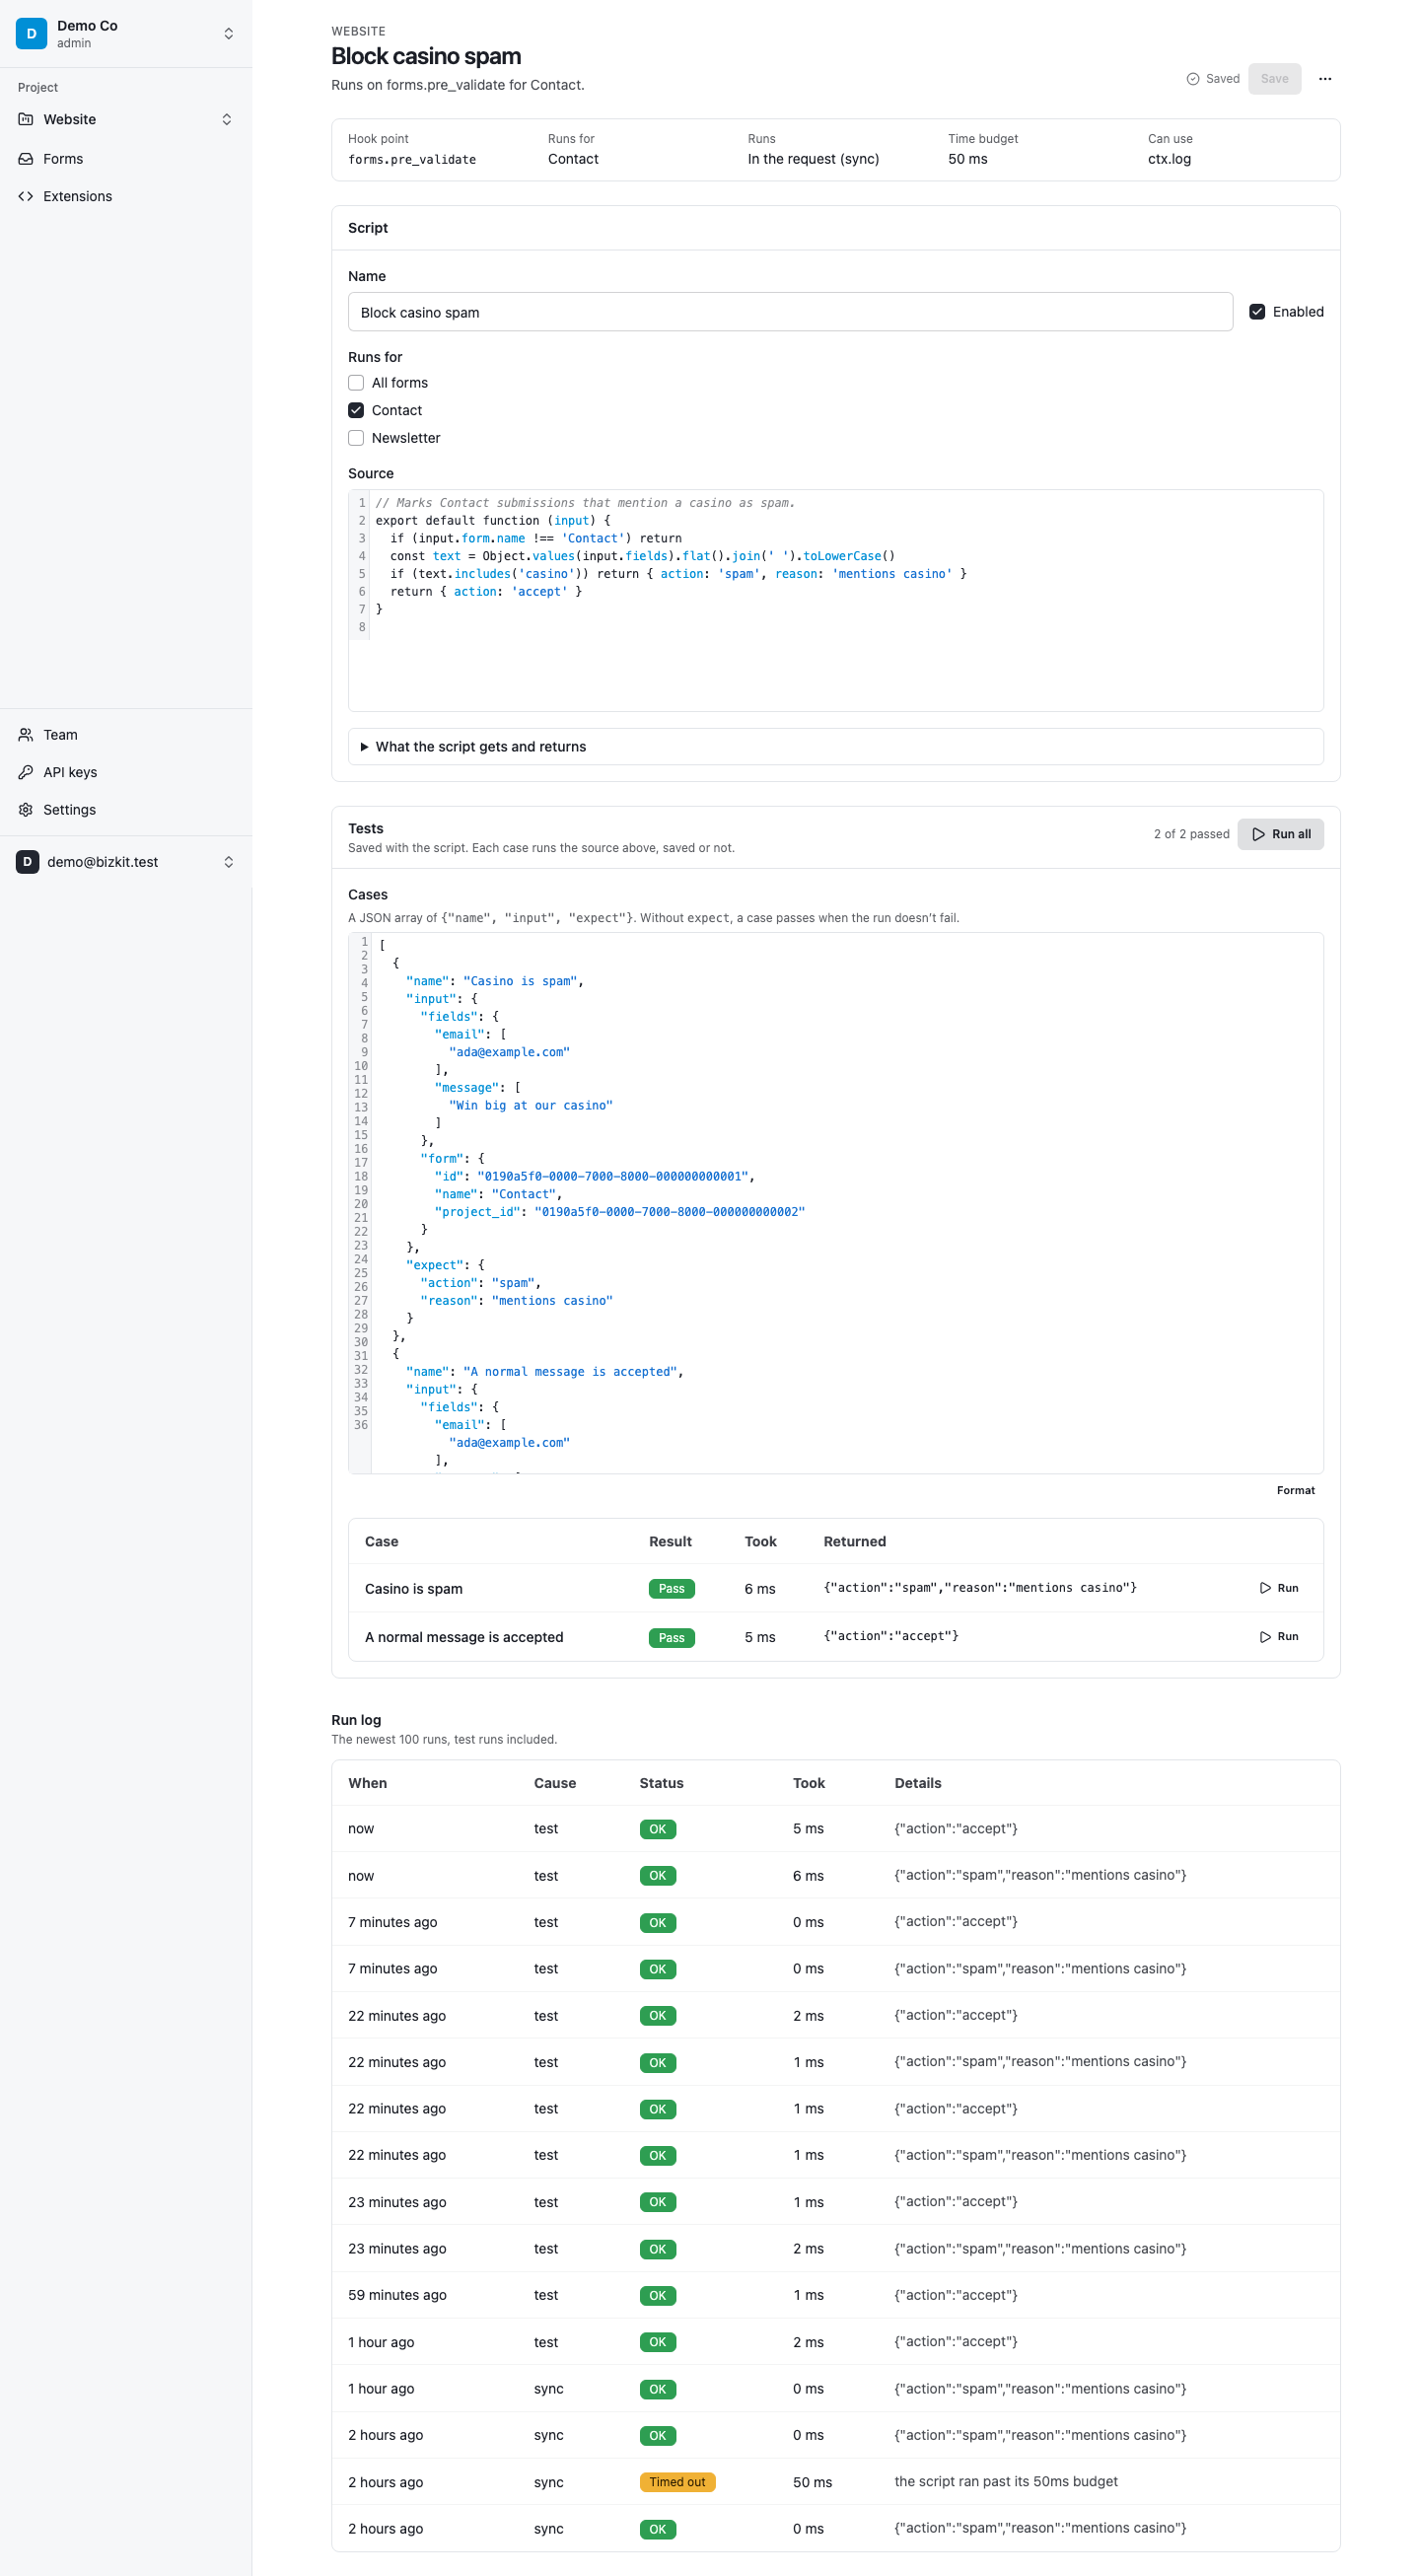 D
Demo Co
admin
Project
Website
Forms
Extensions
Team
API keys
Settings
D
demo@bizkit.test
WEBSITE
Block casino spam
Runs on forms.pre_validate for Contact.
Saved
Save
Hook point
forms.pre_validate
Runs for
Contact
Runs
In the request (sync)
Time budget
50 ms
Can use
ctx.log
Script
Name
Block casino spam
Enabled
Runs for
All forms
Contact
Newsletter
Source
1 // Marks Contact submissions that mention a casino as spam.
2 export default function (input) {
3 if (input.form.name !== 'Contact') return
4 const text = Object.values(input.fields).flat().join(' ').toLowerCase()
5 if (text.includes('casino')) return { action: 'spam', reason: 'mentions casino' }
6 return { action: 'accept' }
7 }
8
What the script gets and returns
Tests
Saved with the script. Each case runs the source above, saved or not.
2 of 2 passed
Run all
Cases
A JSON array of {"name", "input", "expect"}. Without expect, a case passes when the run doesn't fail.
1
2
3
4
5
6
7
8
9
10
11
12
13
14
15
16
17
18
19
20
21
22
23
24
25
26
27
28
29
30
31
32
33
34
35
36
[
{
"name": "Casino is spam",
"input": {
"fields": {
"email": [
"ada@example.com"
],
"message": [
"Win big at our casino"
]
},
"form": {
"id": "0190a5f0-0000-7000-8000-000000000001",
"name": "Contact",
"project_id": "0190a5f0-0000-7000-8000-000000000002"
}
},
"expect": {
"action": "spam",
"reason": "mentions casino"
}
},
{
"name": "A normal message is accepted",
"input": {
"fields": {
"email": [
"ada@example.com"
],
Format
Case Result Took Returned
Casino is spam Pass 6 ms {"action":"spam","reason":"mentions casino"} Run
A normal message is accepted Pass 5 ms {"action":"accept"} Run
Run log
The newest 100 runs, test runs included.
When Cause Status Took Details
now test OK 5 ms {"action":"accept"}
now test OK 6 ms {"action":"spam","reason":"mentions casino"}
7 minutes ago test OK 0 ms {"action":"accept"}
7 minutes ago test OK 0 ms {"action":"spam","reason":"mentions casino"}
22 minutes ago test OK 2 ms {"action":"accept"}
22 minutes ago test OK 1 ms {"action":"spam","reason":"mentions casino"}
22 minutes ago test OK 1 ms {"action":"accept"}
22 minutes ago test OK 1 ms {"action":"spam","reason":"mentions casino"}
23 minutes ago test OK 1 ms {"action":"accept"}
23 minutes ago test OK 2 ms {"action":"spam","reason":"mentions casino"}
59 minutes ago test OK 1 ms {"action":"accept"}
1 hour ago test OK 2 ms {"action":"accept"}
1 hour ago sync OK 0 ms {"action":"spam","reason":"mentions casino"}
2 hours ago sync OK 0 ms {"action":"spam","reason":"mentions casino"}
2 hours ago sync Timed out 50 ms the script ran past its 50ms budget
2 hours ago sync OK 0 ms {"action":"spam","reason":"mentions casino"}